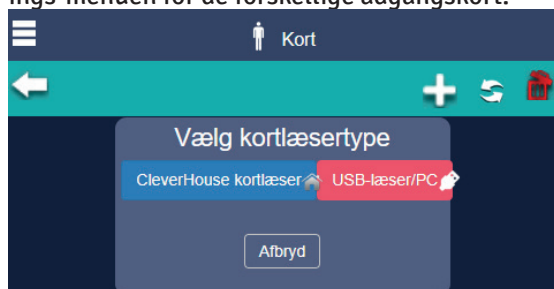 ings-menuen for de forskellige adgangskort.
Kort
Vælg kortlæsertype
CleverHouse kortlæser USB-læser/PC
Afbryd